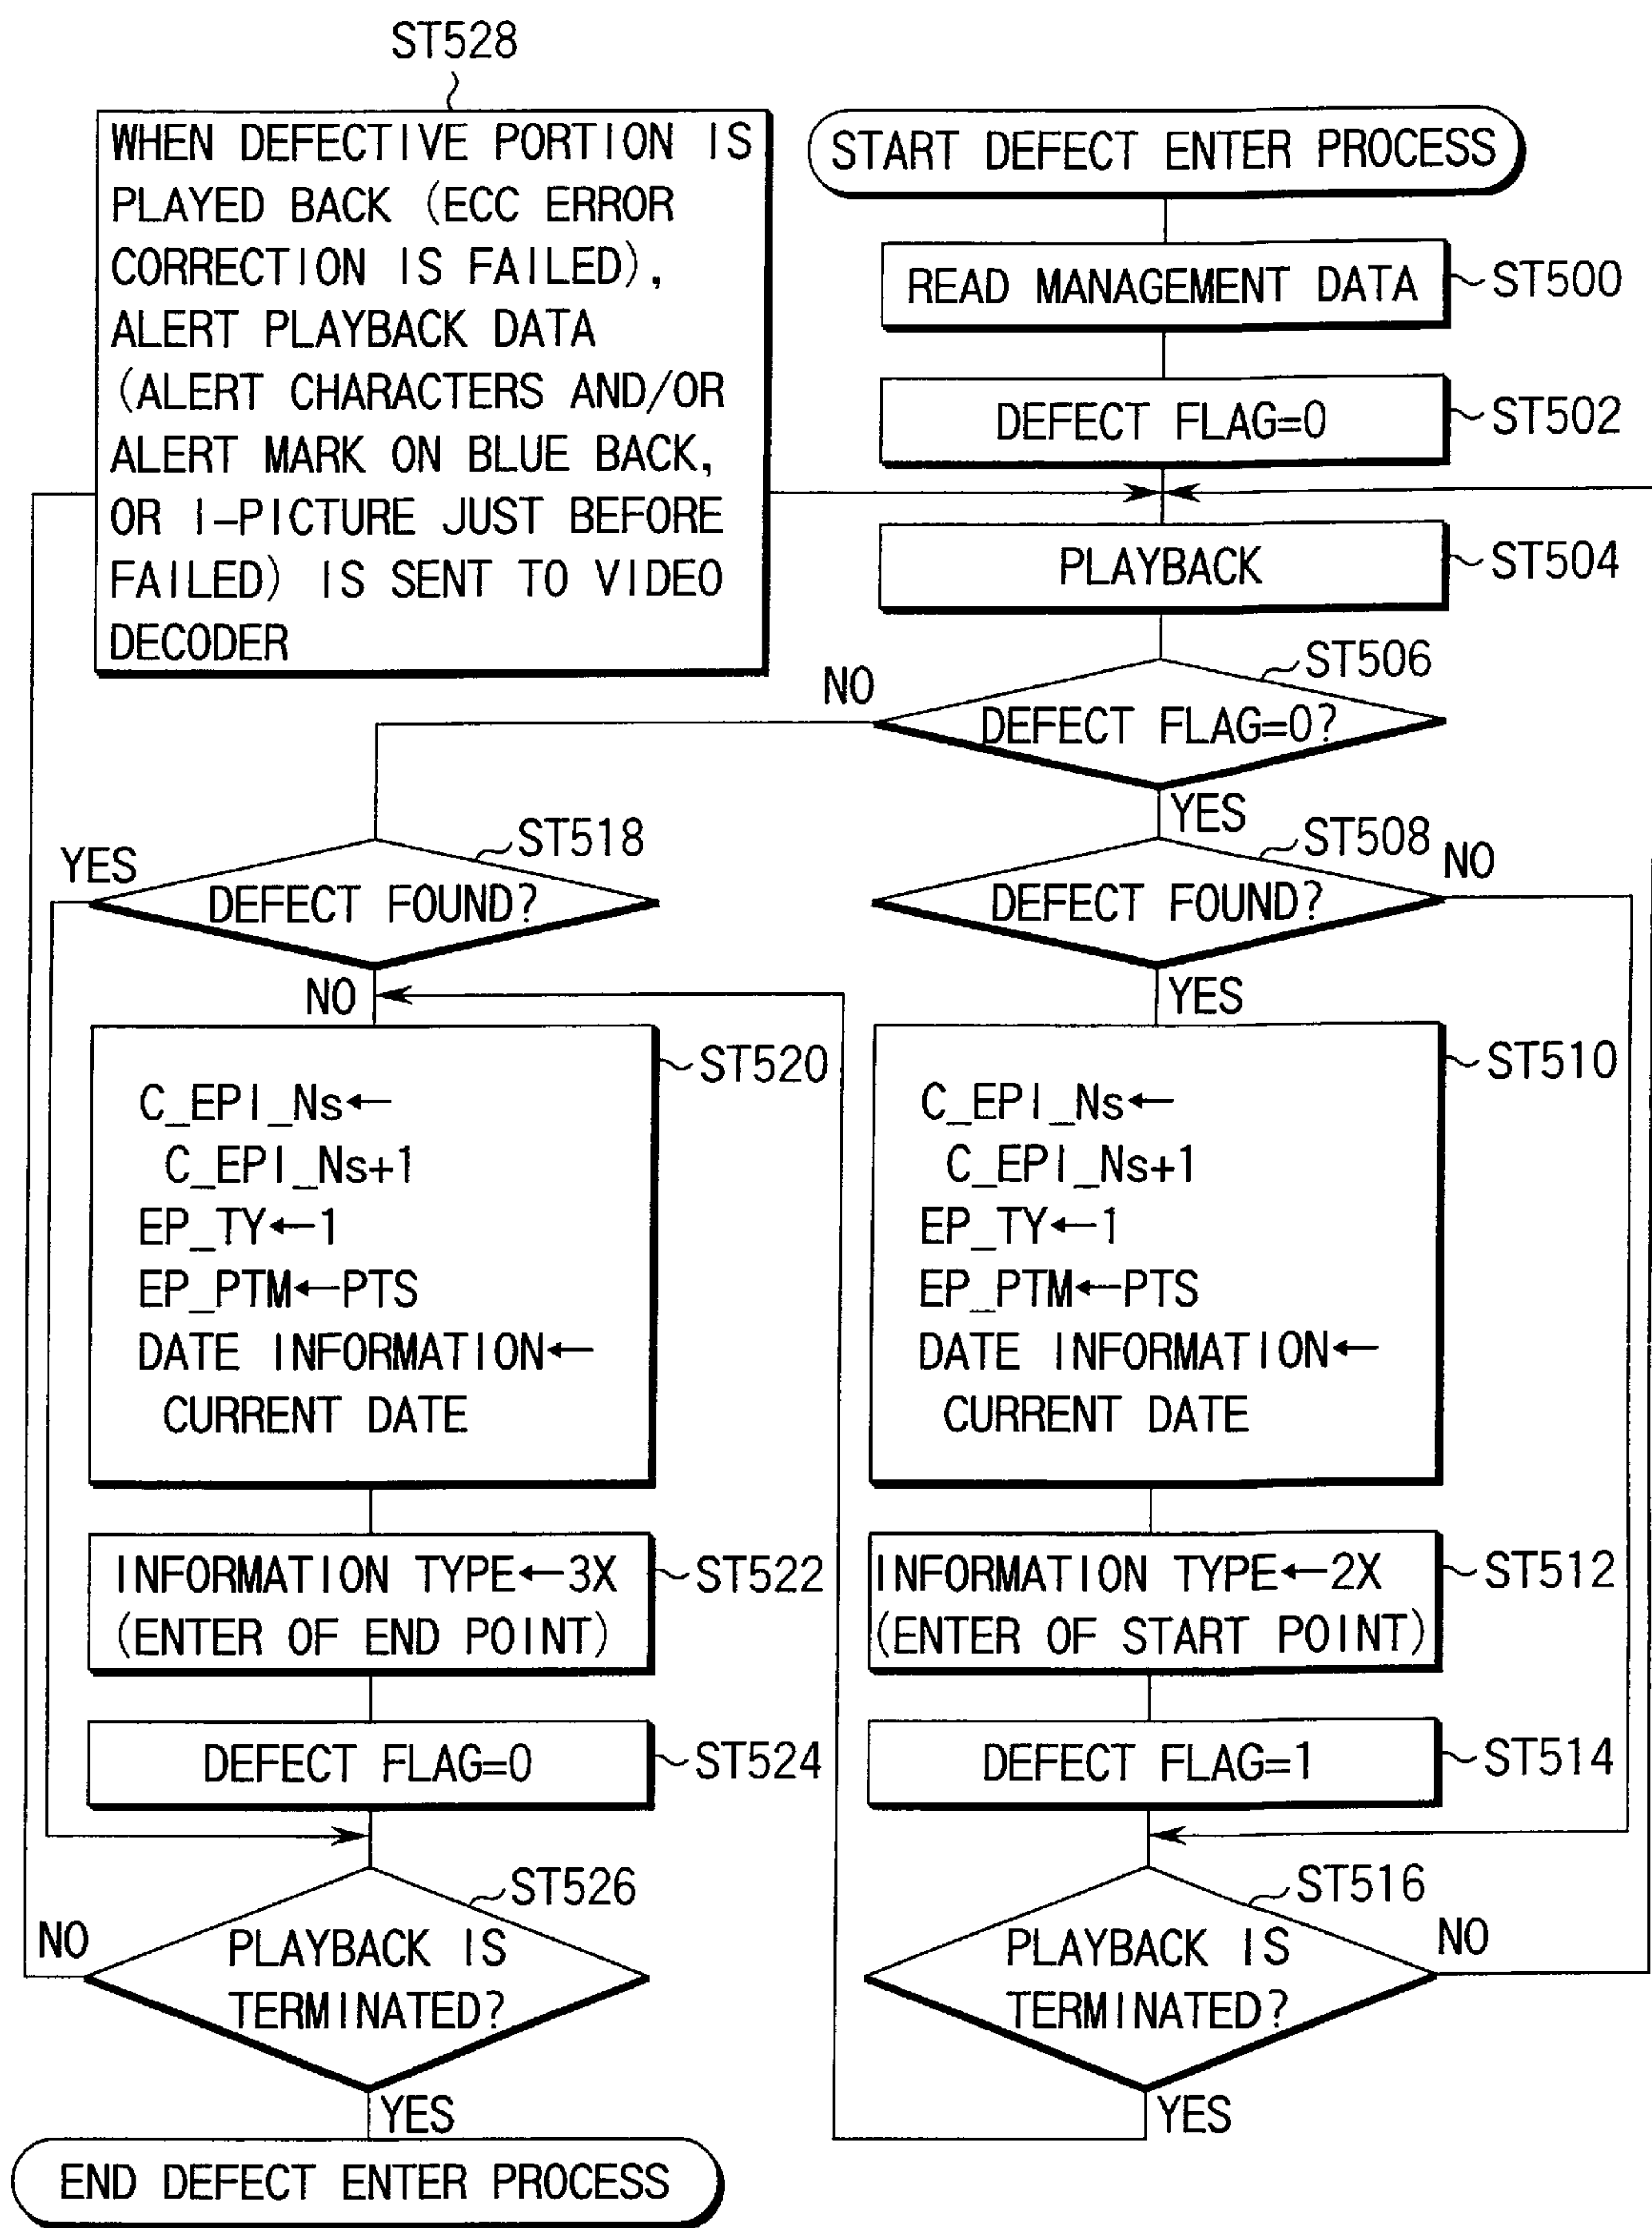 ST528
WHEN DEFECTIVE PORTION IS
PLAYED BACK (ECC ERROR
CORRECTION IS FAILED),
ALERT PLAYBACK DATA
(ALERT CHARACTERS AND/OR
ALERT MARK ON BLUE BACK,
OR I-PICTURE JUST BEFORE
FAILED) IS SENT TO VIDEO
DECODER
START DEFECT ENTER PROCESS
READ MANAGEMENT DATA
ST500
DEFECT FLAG=0
ST502
PLAYBACK
ST504
ST506
NO
DEFECT FLAG=0?
YES
ST518
YES
DEFECT FOUND?
NO
ST508
NO
DEFECT FOUND?
YES
ST520
C_EPI_Ns←
C_EPI_Ns+1
EP_TY←1
EP_PTM←PTS
DATE INFORMATION←
CURRENT DATE
ST510
C_EPI_Ns←
C_EPI_Ns+1
EP_TY←1
EP_PTM←PTS
DATE INFORMATION←
CURRENT DATE
INFORMATION TYPE←3X
(ENTER OF END POINT)
ST522
INFORMATION TYPE←2X
(ENTER OF START POINT)
ST512
DEFECT FLAG=0
ST524
DEFECT FLAG=1
ST514
ST526
NO
PLAYBACK IS
TERMINATED?
YES
ST516
NO
PLAYBACK IS
TERMINATED?
YES
END DEFECT ENTER PROCESS